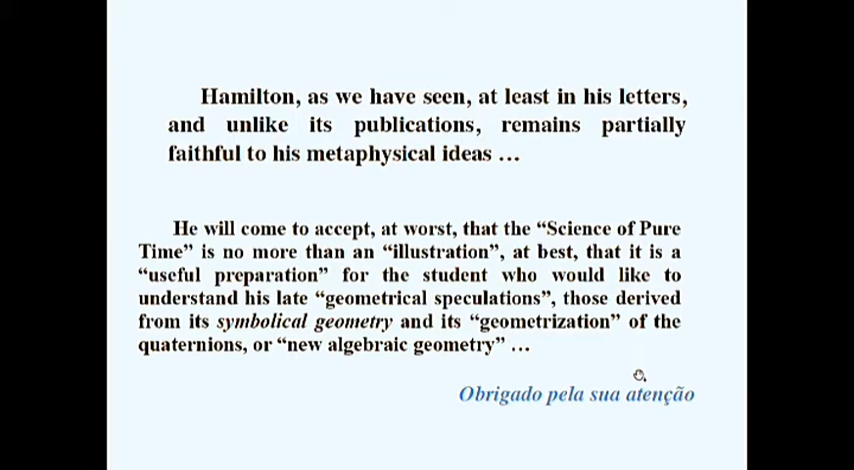 Hamilton, as we have seen, at least in his letters,
and unlike its publications, remains partially
faithful to his metaphysical ideas …
He will come to accept, at worst, that the “Science of Pure
Time” is no more than an “illustration”, at best, that it is a
“useful preparation” for the student who would like to
understand his late “geometrical speculations”, those derived
from its symbolical geometry and its “geometrization” of the
quaternions, or “new algebraic geometry” …
Obrigado pela sua atenção